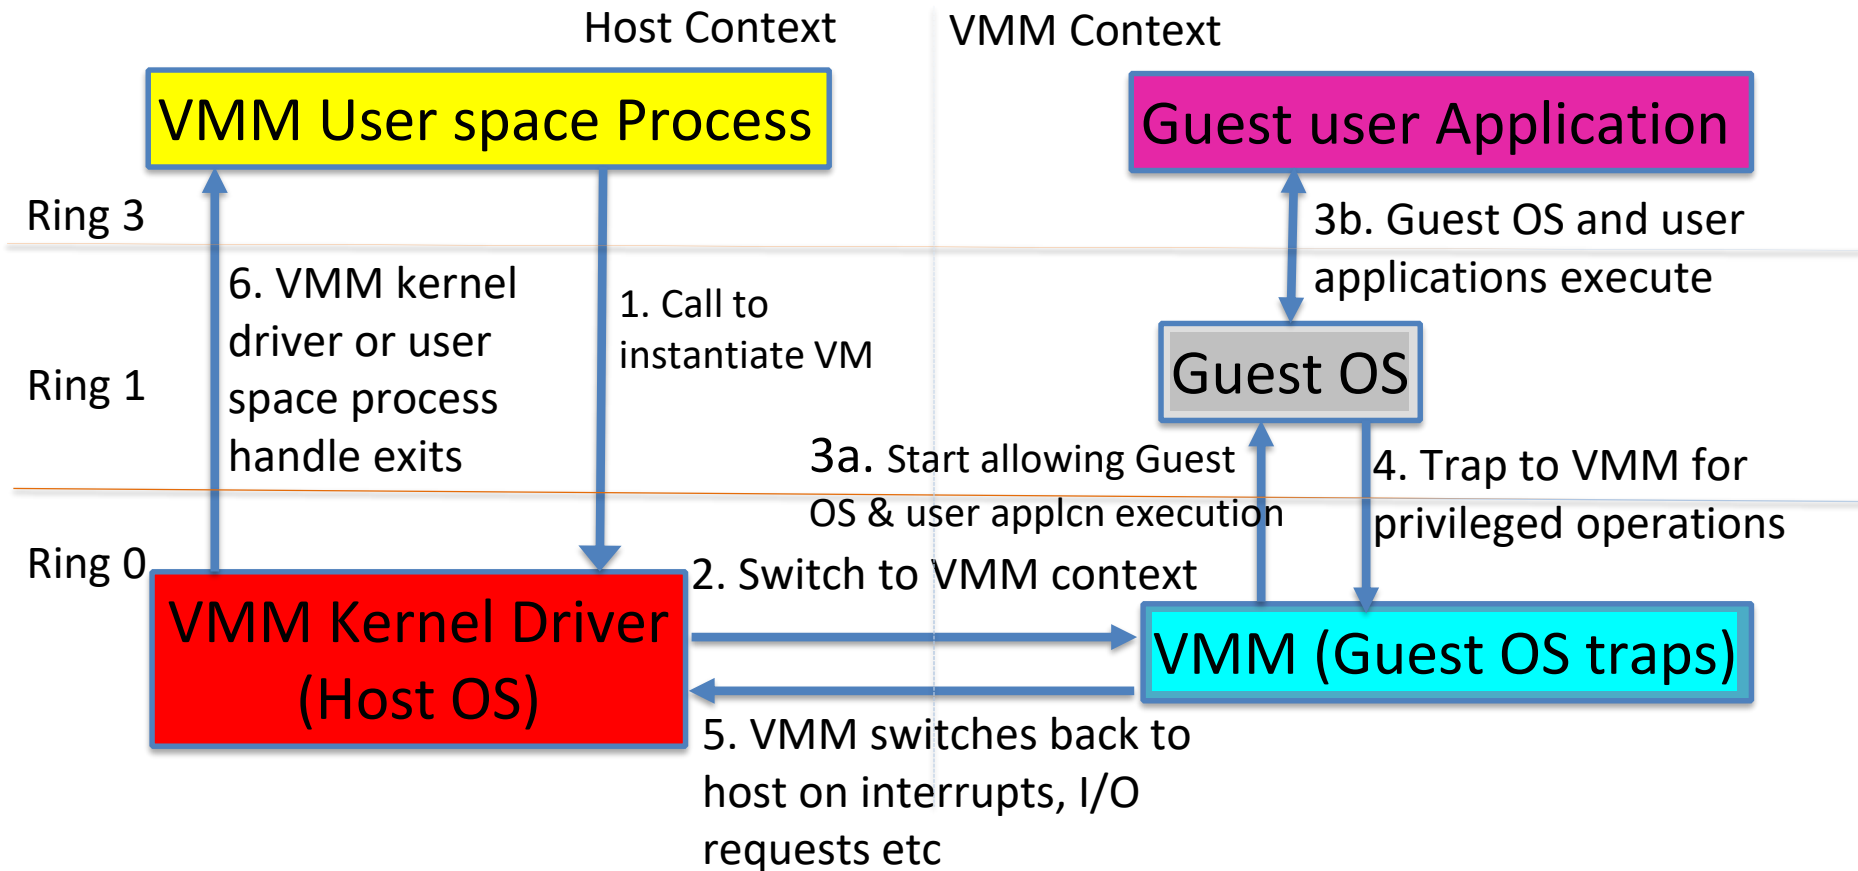 Host Context
VMM Context
VMM User space Process
Guest user Application
Ring 3
3b. Guest OS and user
applications execute
6. VMM kernel
driver or user
space process
handle exits
1. Call to
instantiate VM
Ring 1
Guest OS
3a. Start allowing Guest
OS & user applcn execution
4. Trap to VMM for
privileged operations
Ring 0
2. Switch to VMM context
VMM Kernel Driver
(Host OS)
VMM (Guest OS traps)
5. VMM switches back to
host on interrupts, I/O
requests etc